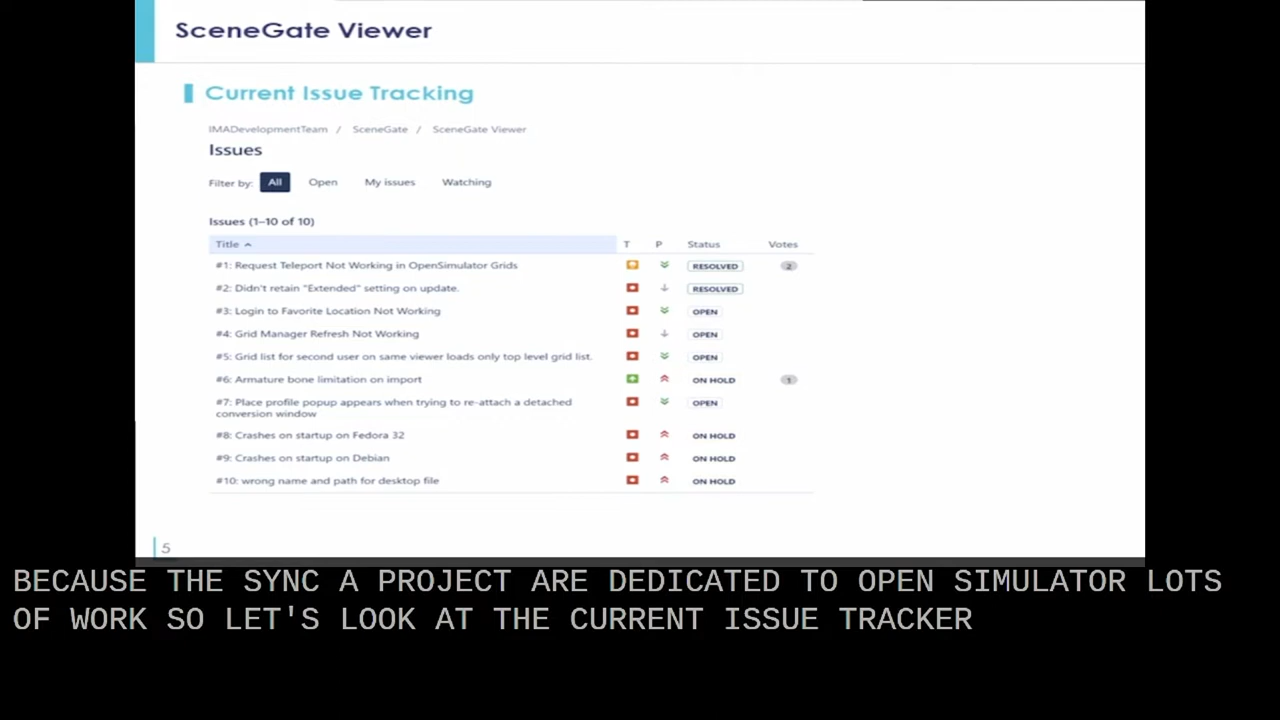 SceneGate Viewer
Current Issue Tracking
IMADevelopmentTeam / SceneGate / SceneGate Viewer
Issues
Filter by: All Open My issues Watching
Issues (1–10 of 10)
Title T P Status Votes
#1: Request Teleport Not Working in OpenSimulator Grids RESOLVED 2
#2: Didn't retain "Extended" setting on update. RESOLVED
#3: Login to Favorite Location Not Working OPEN
#4: Grid Manager Refresh Not Working OPEN
#5: Grid list for second user on same viewer loads only top level grid list. OPEN
#6: Armature bone limitation on import ON HOLD 1
#7: Place profile popup appears when trying to re-attach a detached OPEN
conversion window
#8: Crashes on startup on Fedora 32 ON HOLD
#9: Crashes on startup on Debian ON HOLD
#10: wrong name and path for desktop file ON HOLD
5
BECAUSE THE SYNC A PROJECT ARE DEDICATED TO OPEN SIMULATOR LOTS
OF WORK SO LET'S LOOK AT THE CURRENT ISSUE TRACKER